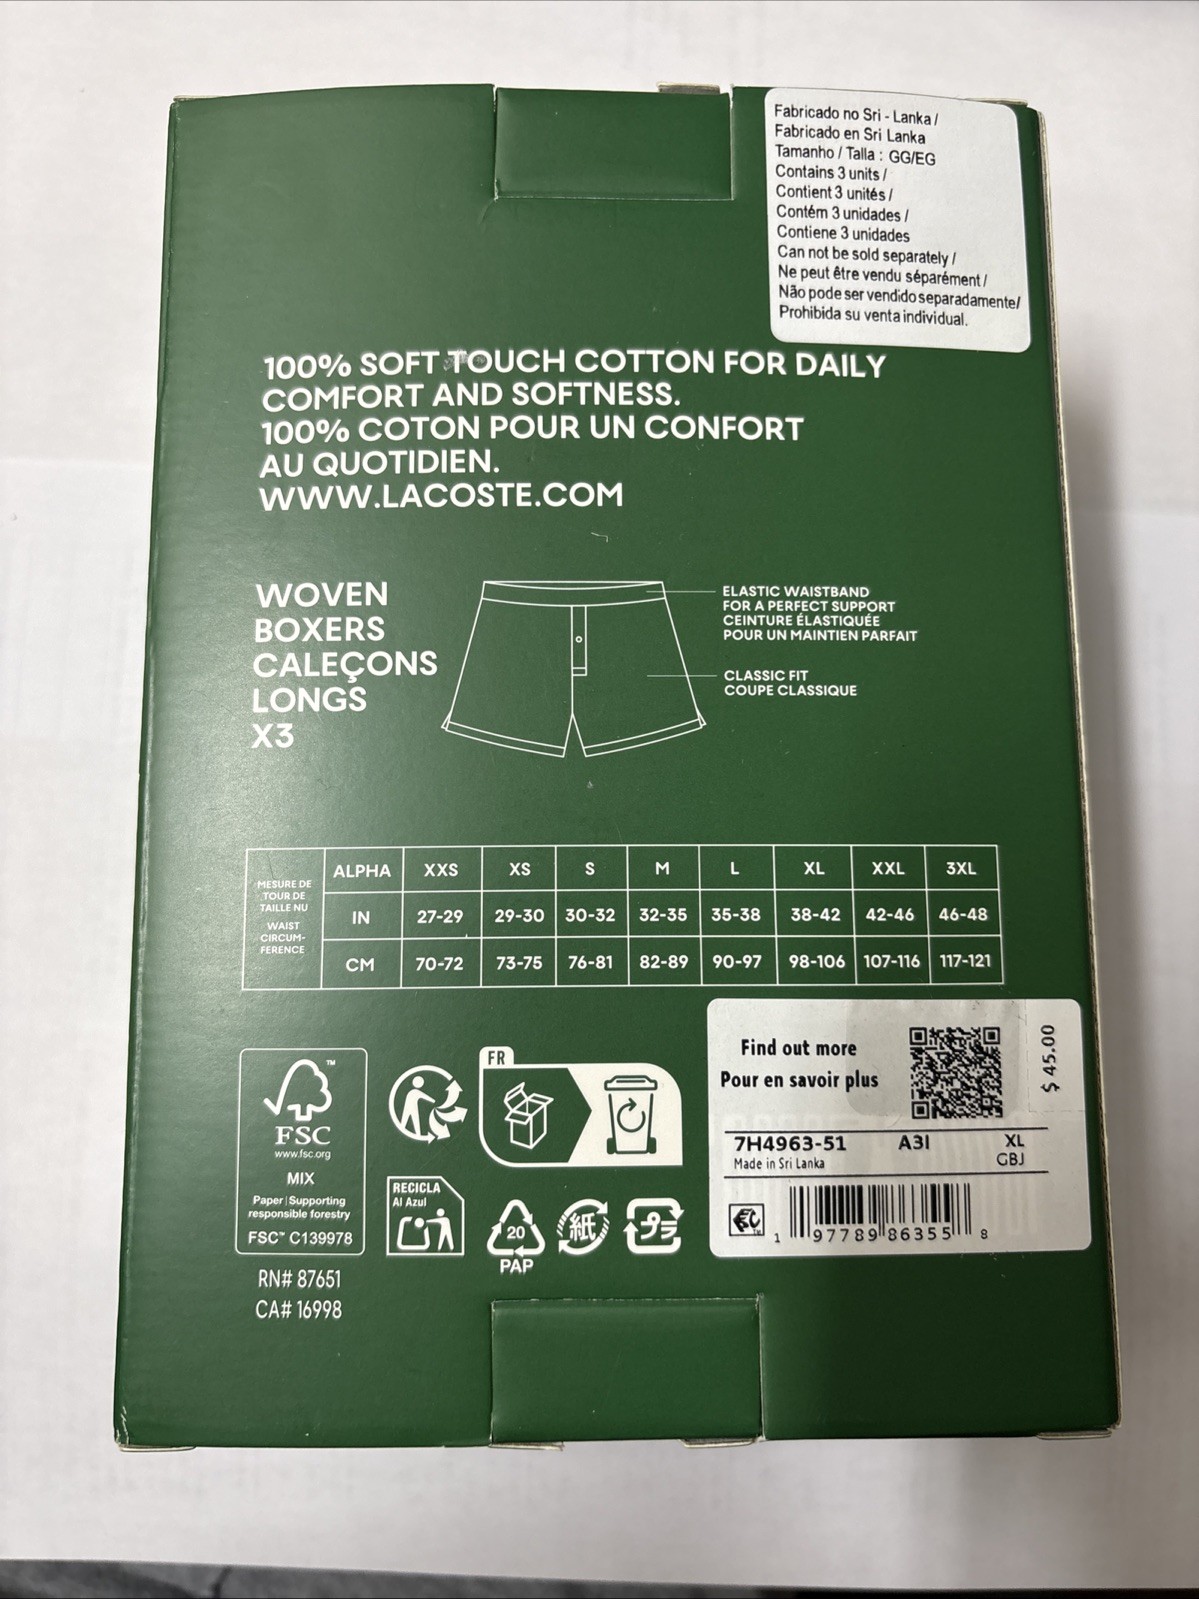 Fabricado no Sri - Lanka /
Fabricado en Sri Lanka
Tamanho / Talla : GG/EG
Contains 3 units /
Contient 3 unités /
Contém 3 unidades /
Contiene 3 unidades
Can not be sold separately /
Ne peut être vendu séparément /
Não pode ser vendido separadamente/
Prohibida su venta individual.
100% SOFT TOUCH COTTON FOR DAILY
COMFORT AND SOFTNESS.
100% COTON POUR UN CONFORT
AU QUOTIDIEN.
WWW.LACOSTE.COM
WOVEN
BOXERS
CALEÇONS
LONGS
X3
ELASTIC WAISTBAND
FOR A PERFECT SUPPORT
CEINTURE ÉLASTIQUÉE
POUR UN MAINTIEN PARFAIT
CLASSIC FIT
COUPE CLASSIQUE
MESURE DE
TOUR DE
TAILLE NU
WAIST
CIRCUM-
FERENCE
ALPHA XXS XS S M L XL XXL 3XL
IN 27-29 29-30 30-32 32-35 35-38 38-42 42-46 46-48
CM 70-72 73-75 76-81 82-89 90-97 98-106 107-116 117-121
FSC
www.fsc.org
MIX
Paper | Supporting
responsible forestry
FSC™ C139978
FR
RECICLA
Al Azul
20
PAP
紙
プラ
RN# 87651
CA# 16998
Find out more
Pour en savoir plus
$ 45.00
7H4963-51 A3I XL
Made in Sri Lanka GBJ
1 97789 86355 8